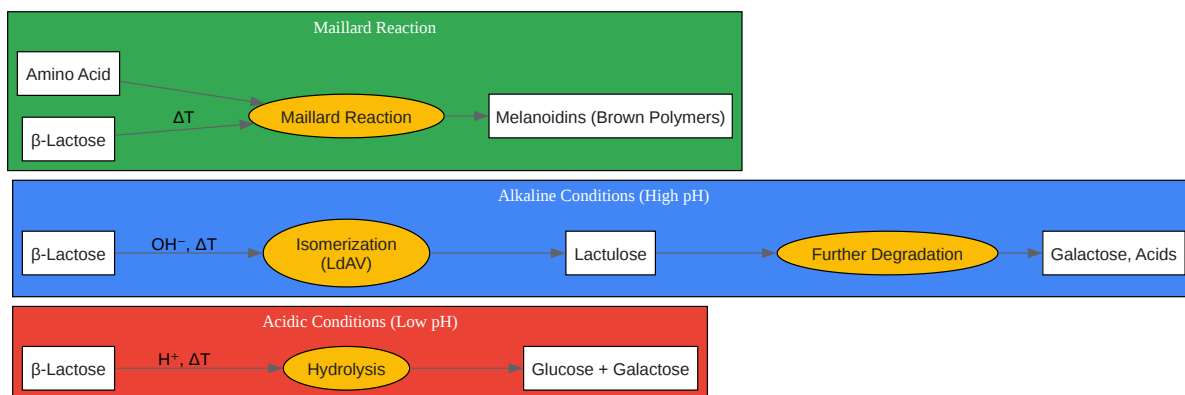 Maillard Reaction
Amino Acid
β-Lactose
ΔT
Maillard Reaction
Melanoidins (Brown Polymers)
Alkaline Conditions (High pH)
β-Lactose
OH⁻, ΔT
Isomerization
(LdAV)
Lactulose
Further Degradation
Galactose, Acids
Acidic Conditions (Low pH)
β-Lactose
H⁺, ΔT
Hydrolysis
Glucose + Galactose